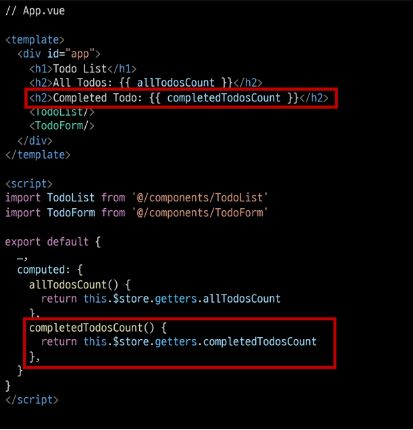 // App.vue
<template>
<div id="app">
<h1>Todo List</h1>
<h2>All Todos: {{ allTodosCount }}</h2>
<h2>Completed Todo: {{ completedTodosCount }}</h2>
<TodoList/>
<TodoForm/>
</div>
</template>
<script>
import TodoList from '@/components/TodoList'
import TodoForm from '@/components/TodoForm'
export default {
…,
computed: {
allTodosCount() {
return this.$store.getters.allTodosCount
},
completedTodosCount() {
return this.$store.getters.completedTodosCount
},
}
}
</script>